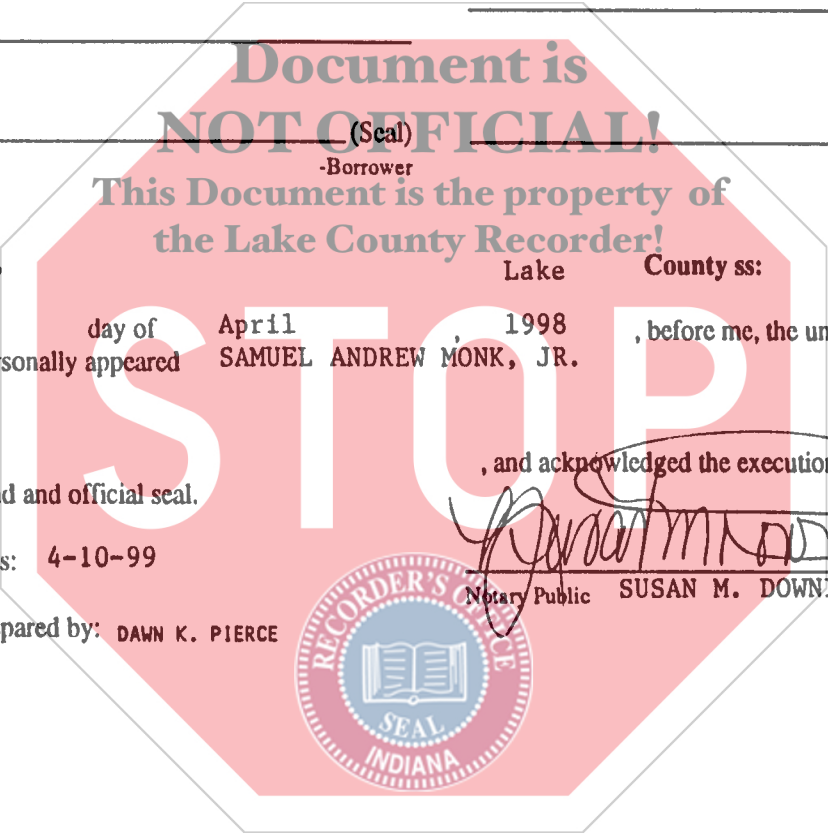 Document is
NOT OFFICIAL!
(Seal)
-Borrower
This Document is the property of
the Lake County Recorder!
Lake County ss:
day of April , 1998 , before me, the un
rsonally appeared SAMUEL ANDREW MONK, JR.
STOP
, and acknowledged the execution
d and official seal.
s: 4-10-99
Notary Public SUSAN M. DOWN
pared by: DAWN K. PIERCE
RECORDER'S OFFICE
SEAL
INDIANA